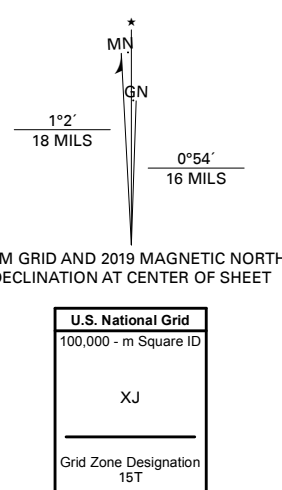 ★
MN
GN
1°2´
18 MILS
0°54´
16 MILS
M GRID AND 2019 MAGNETIC NORTH
DECLINATION AT CENTER OF SHEET
U.S. National Grid
100,000 - m Square ID
XJ
Grid Zone Designation
15T